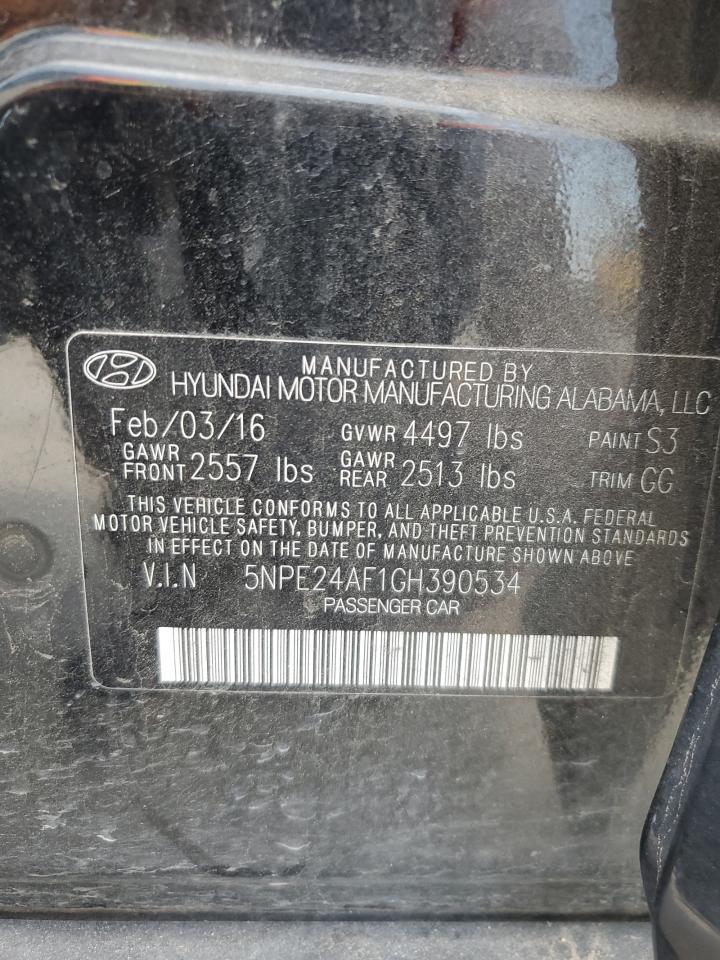 MANUFACTURED BY
HYUNDAI MOTOR MANUFACTURING ALABAMA, LLC
Feb/03/16 GVWR 4497 lbs PAINT S3
GAWR FRONT 2557 lbs GAWR REAR 2513 lbs TRIM GG
THIS VEHICLE CONFORMS TO ALL APPLICABLE U.S.A. FEDERAL
MOTOR VEHICLE SAFETY, BUMPER, AND THEFT PREVENTION STANDARDS
IN EFFECT ON THE DATE OF MANUFACTURE SHOWN ABOVE
V.I.N 5NPE24AF1GH390534
PASSENGER CAR